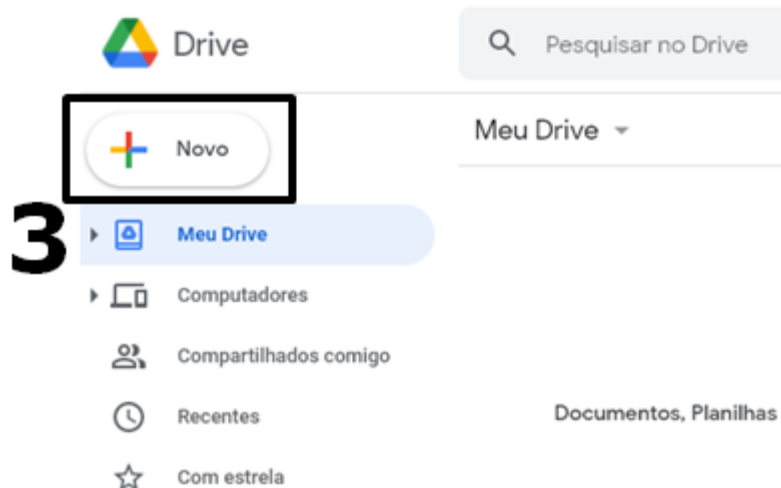 Drive
Pesquisar no Drive
Novo
Meu Drive
3
Meu Drive
Computadores
Compartilhados comigo
Recentes
Documentos, Planilhas
Com estrela